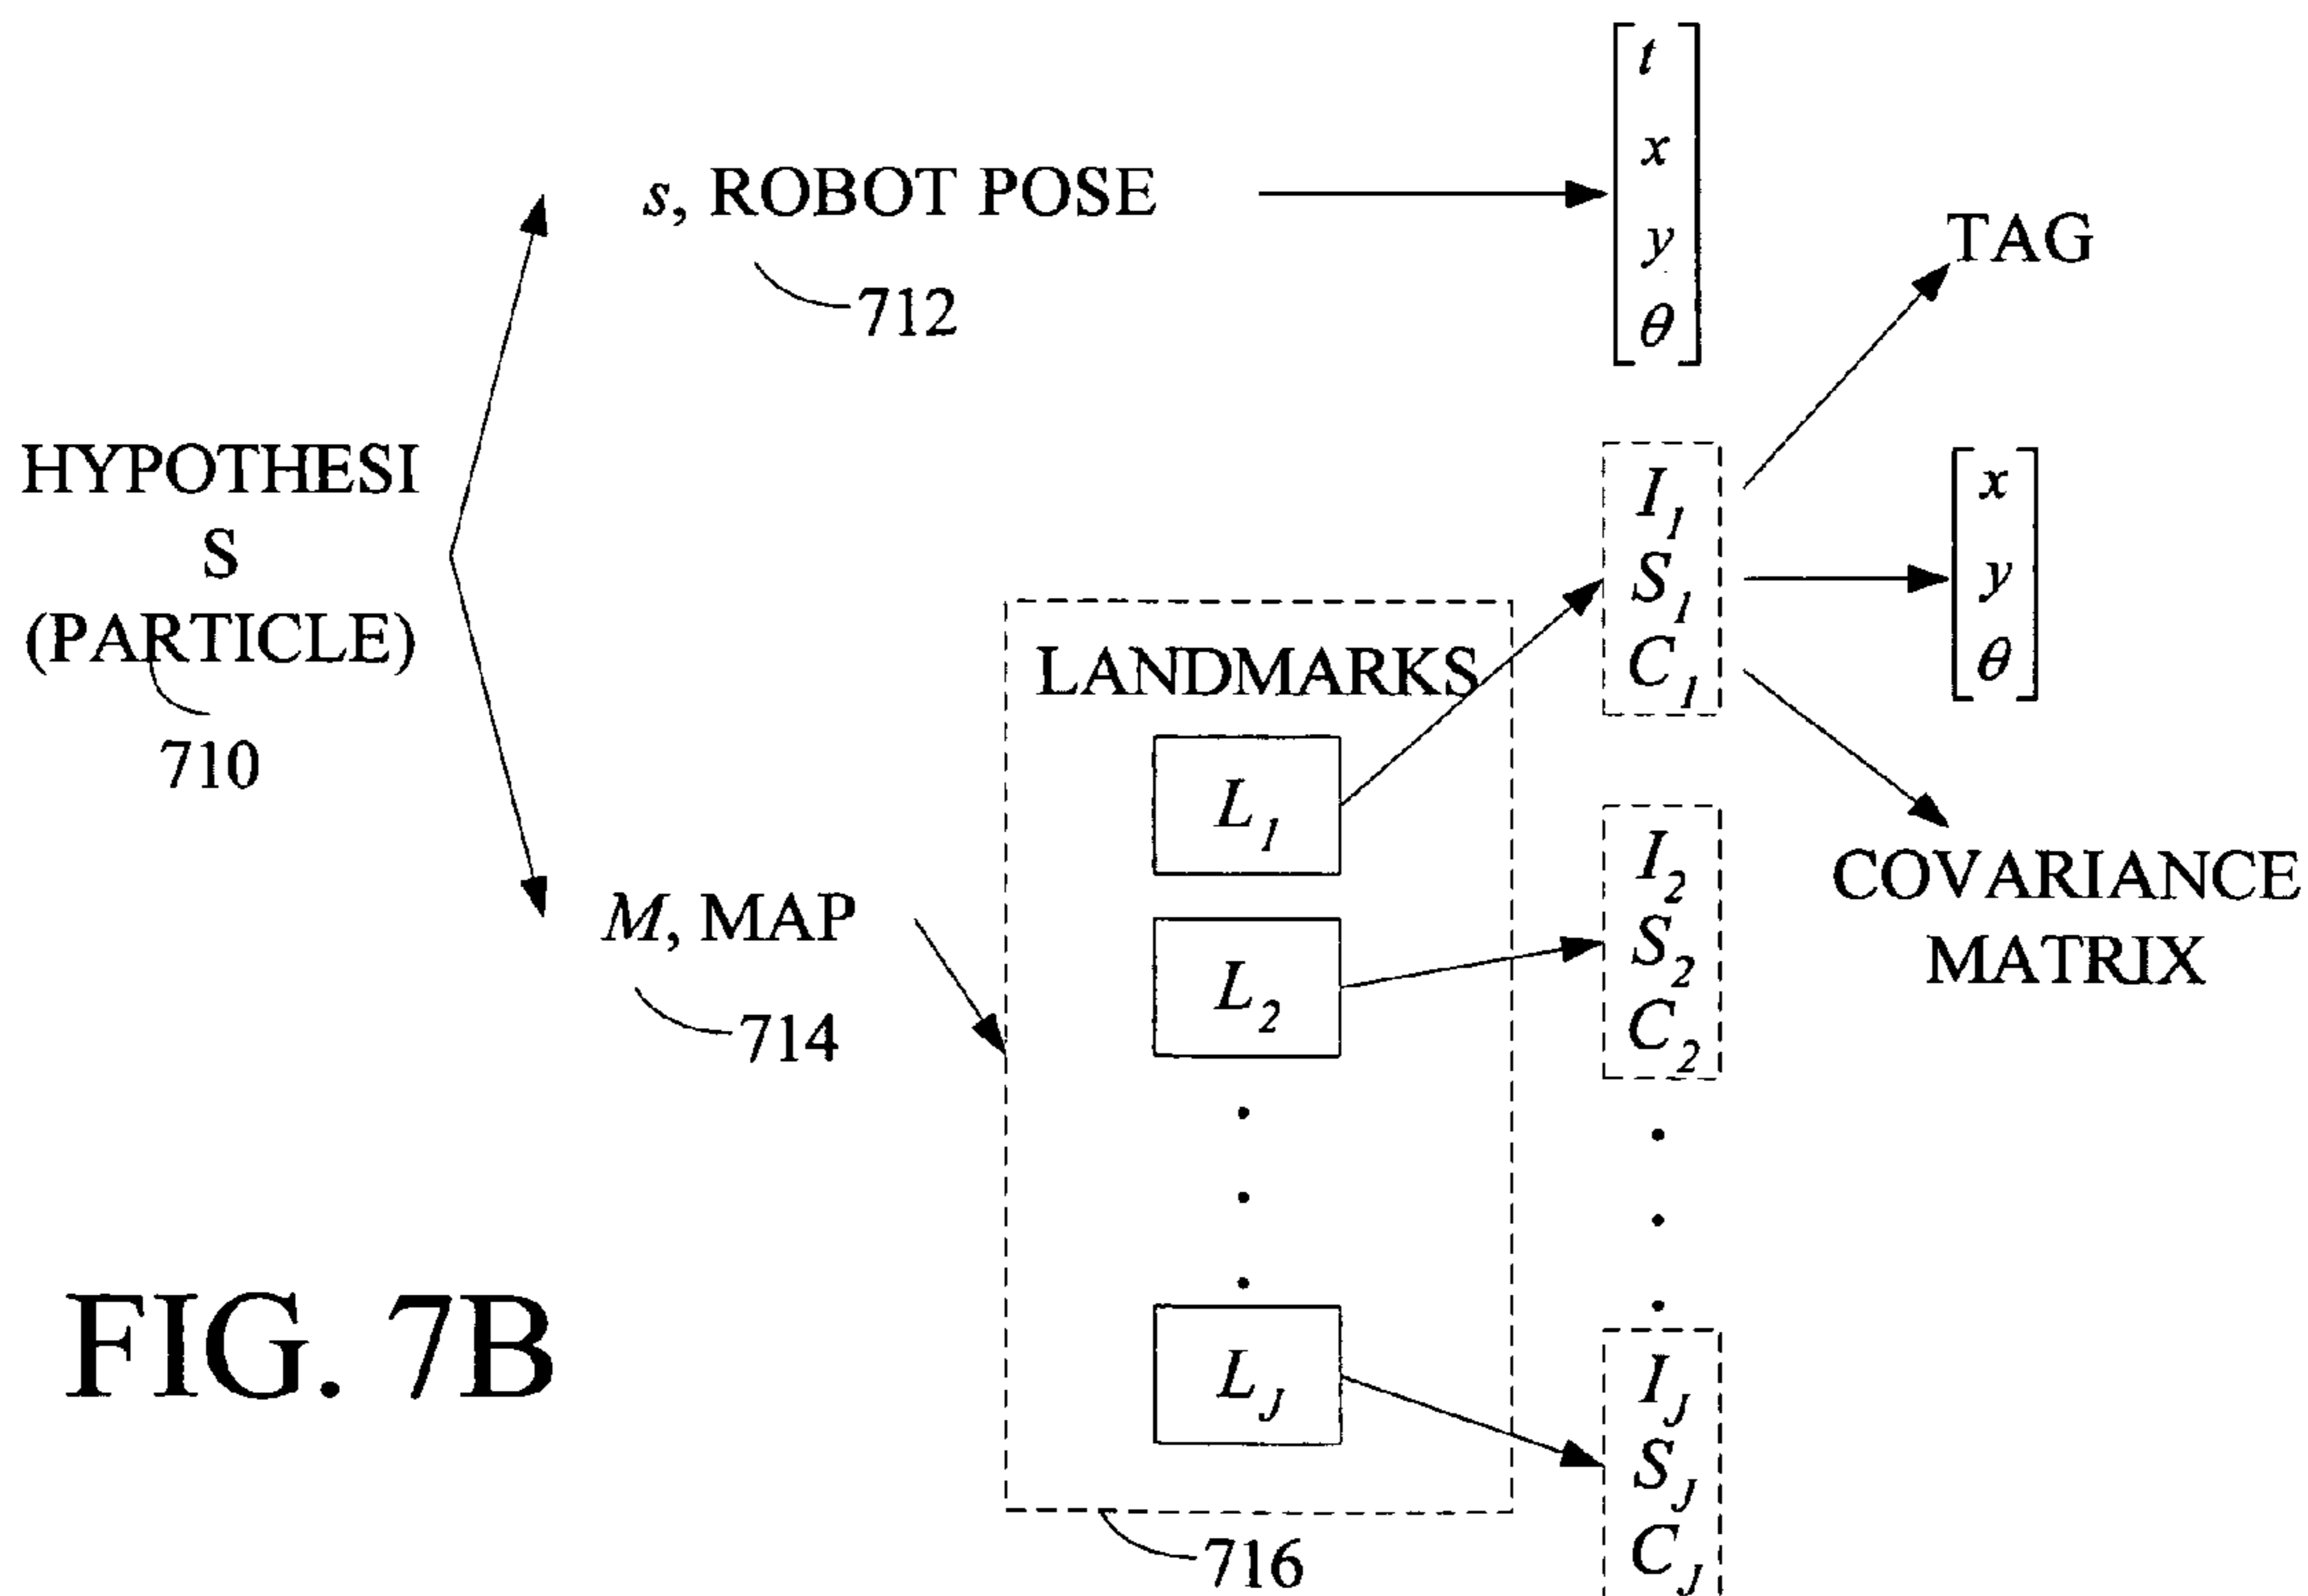 s, ROBOT POSE
712
t
x
y
θ
TAG
HYPOTHESI
S
(PARTICLE)
710
I1
S1
C1
x
y
θ
COVARIANCE
MATRIX
M, MAP
714
LANDMARKS
L1
L2
.
.
.
LJ
716
I2
S2
C2
.
.
.
IJ
SJ
CJ
FIG. 7B